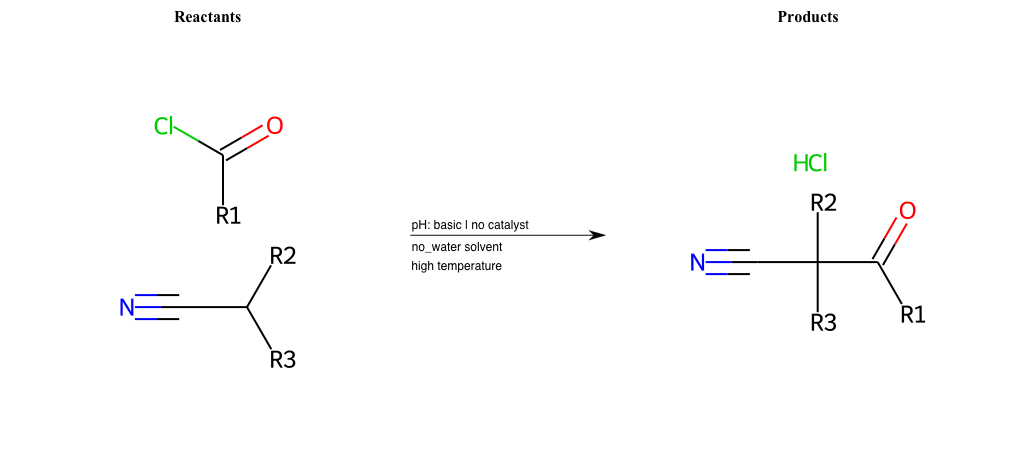 Reactants
Products
Cl
O
R1
R2
N
R3
pH: basic | no catalyst
no_water solvent
high temperature
HCl
R2
O
N
R3
R1